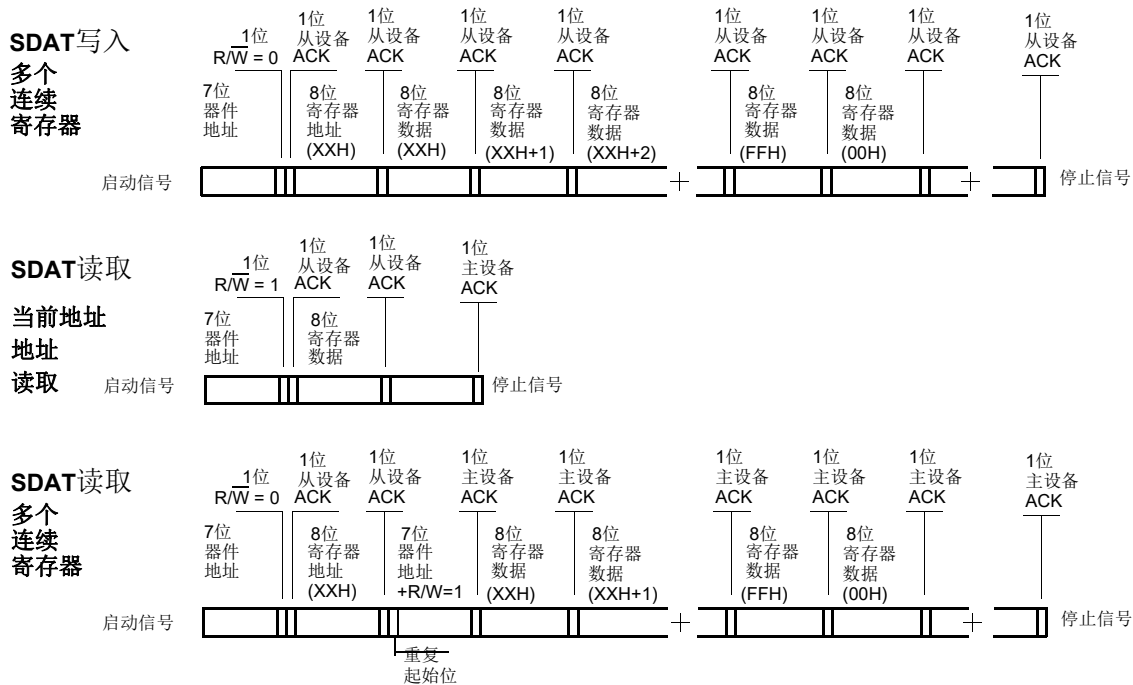 SDAT写入
多个
连续
寄存器
1位
R/W = 0
1位
从设备
ACK
1位
从设备
ACK
1位
从设备
ACK
1位
从设备
ACK
1位
从设备
ACK
1位
从设备
ACK
1位
从设备
ACK
1位
从设备
ACK
7位
器件
地址
8位
寄存器
地址
(XXH)
8位
寄存器
数据
(XXH)
8位
寄存器
数据
(XXH+1)
8位
寄存器
数据
(XXH+2)
8位
寄存器
数据
(FFH)
8位
寄存器
数据
(00H)
启动信号
停止信号
SDAT读取
当前地址
地址
读取
1位
R/W = 1
1位
从设备
ACK
1位
从设备
ACK
1位
主设备
ACK
7位
器件
地址
8位
寄存器
数据
启动信号
停止信号
SDAT读取
多个
连续
寄存器
1位
R/W = 0
1位
从设备
ACK
1位
从设备
ACK
1位
主设备
ACK
1位
主设备
ACK
1位
主设备
ACK
1位
主设备
ACK
1位
主设备
ACK
1位
主设备
ACK
7位
器件
地址
8位
寄存器
地址
(XXH)
7位
器件
地址
+R/W=1
8位
寄存器
数据
(XXH)
8位
寄存器
数据
(XXH+1)
8位
寄存器
数据
(FFH)
8位
寄存器
数据
(00H)
启动信号
停止信号
重复
起始位